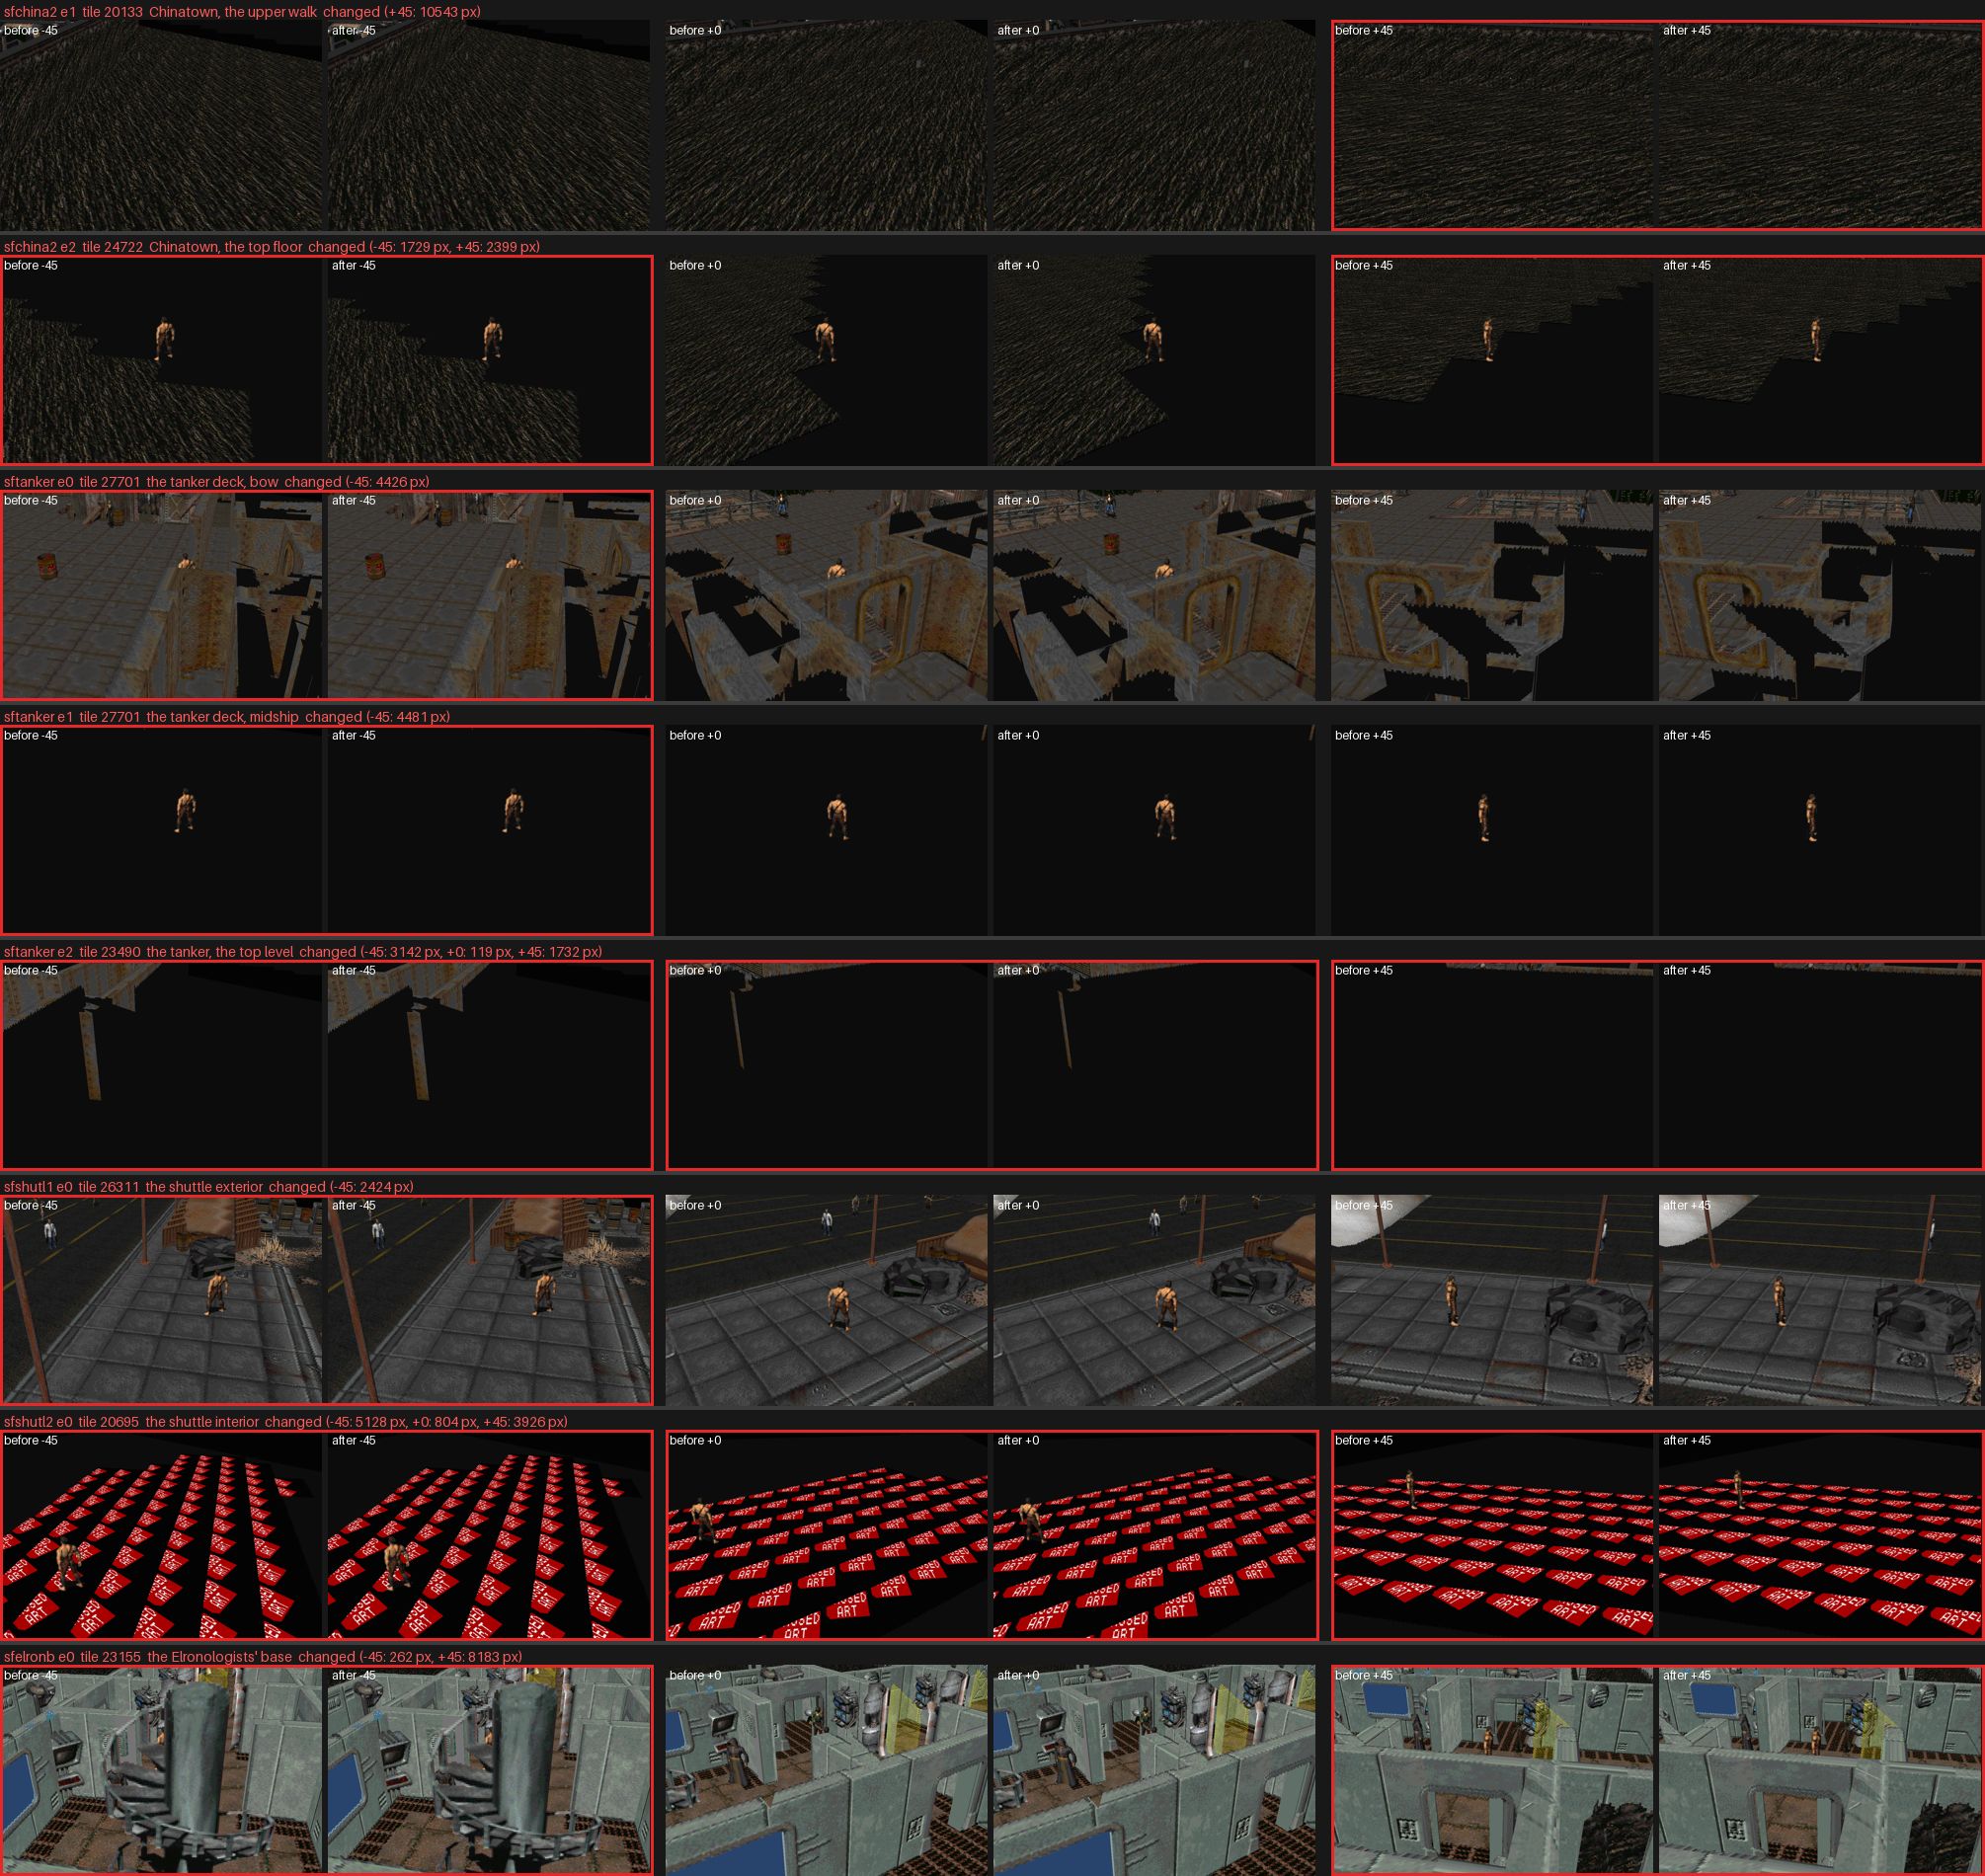 sfchina2 e1 tile 20133 Chinatown, the upper walk changed (+45: 10543 px)
before -45 after -45 before +0 after +0 before +45 after +45
sfchina2 e2 tile 24722 Chinatown, the top floor changed (-45: 1729 px, +45: 2399 px)
before -45 after -45 before +0 after +0 before +45 after +45
sftanker e0 tile 27701 the tanker deck, bow changed (-45: 4426 px)
before -45 after -45 before +0 after +0 before +45 after +45
sftanker e1 tile 27701 the tanker deck, midship changed (-45: 4481 px)
before -45 after -45 before +0 after +0 before +45 after +45
sftanker e2 tile 23490 the tanker, the top level changed (-45: 3142 px, +0: 119 px, +45: 1732 px)
before -45 after -45 before +0 after +0 before +45 after +45
sfshutl1 e0 tile 26311 the shuttle exterior changed (-45: 2424 px)
before -45 after -45 before +0 after +0 before +45 after +45
sfshutl2 e0 tile 20695 the shuttle interior changed (-45: 5128 px, +0: 804 px, +45: 3926 px)
before -45 after -45 before +0 after +0 before +45 after +45
sfelronb e0 tile 23155 the Elronologists' base changed (-45: 262 px, +45: 8183 px)
before -45 after -45 before +0 after +0 before +45 after +45